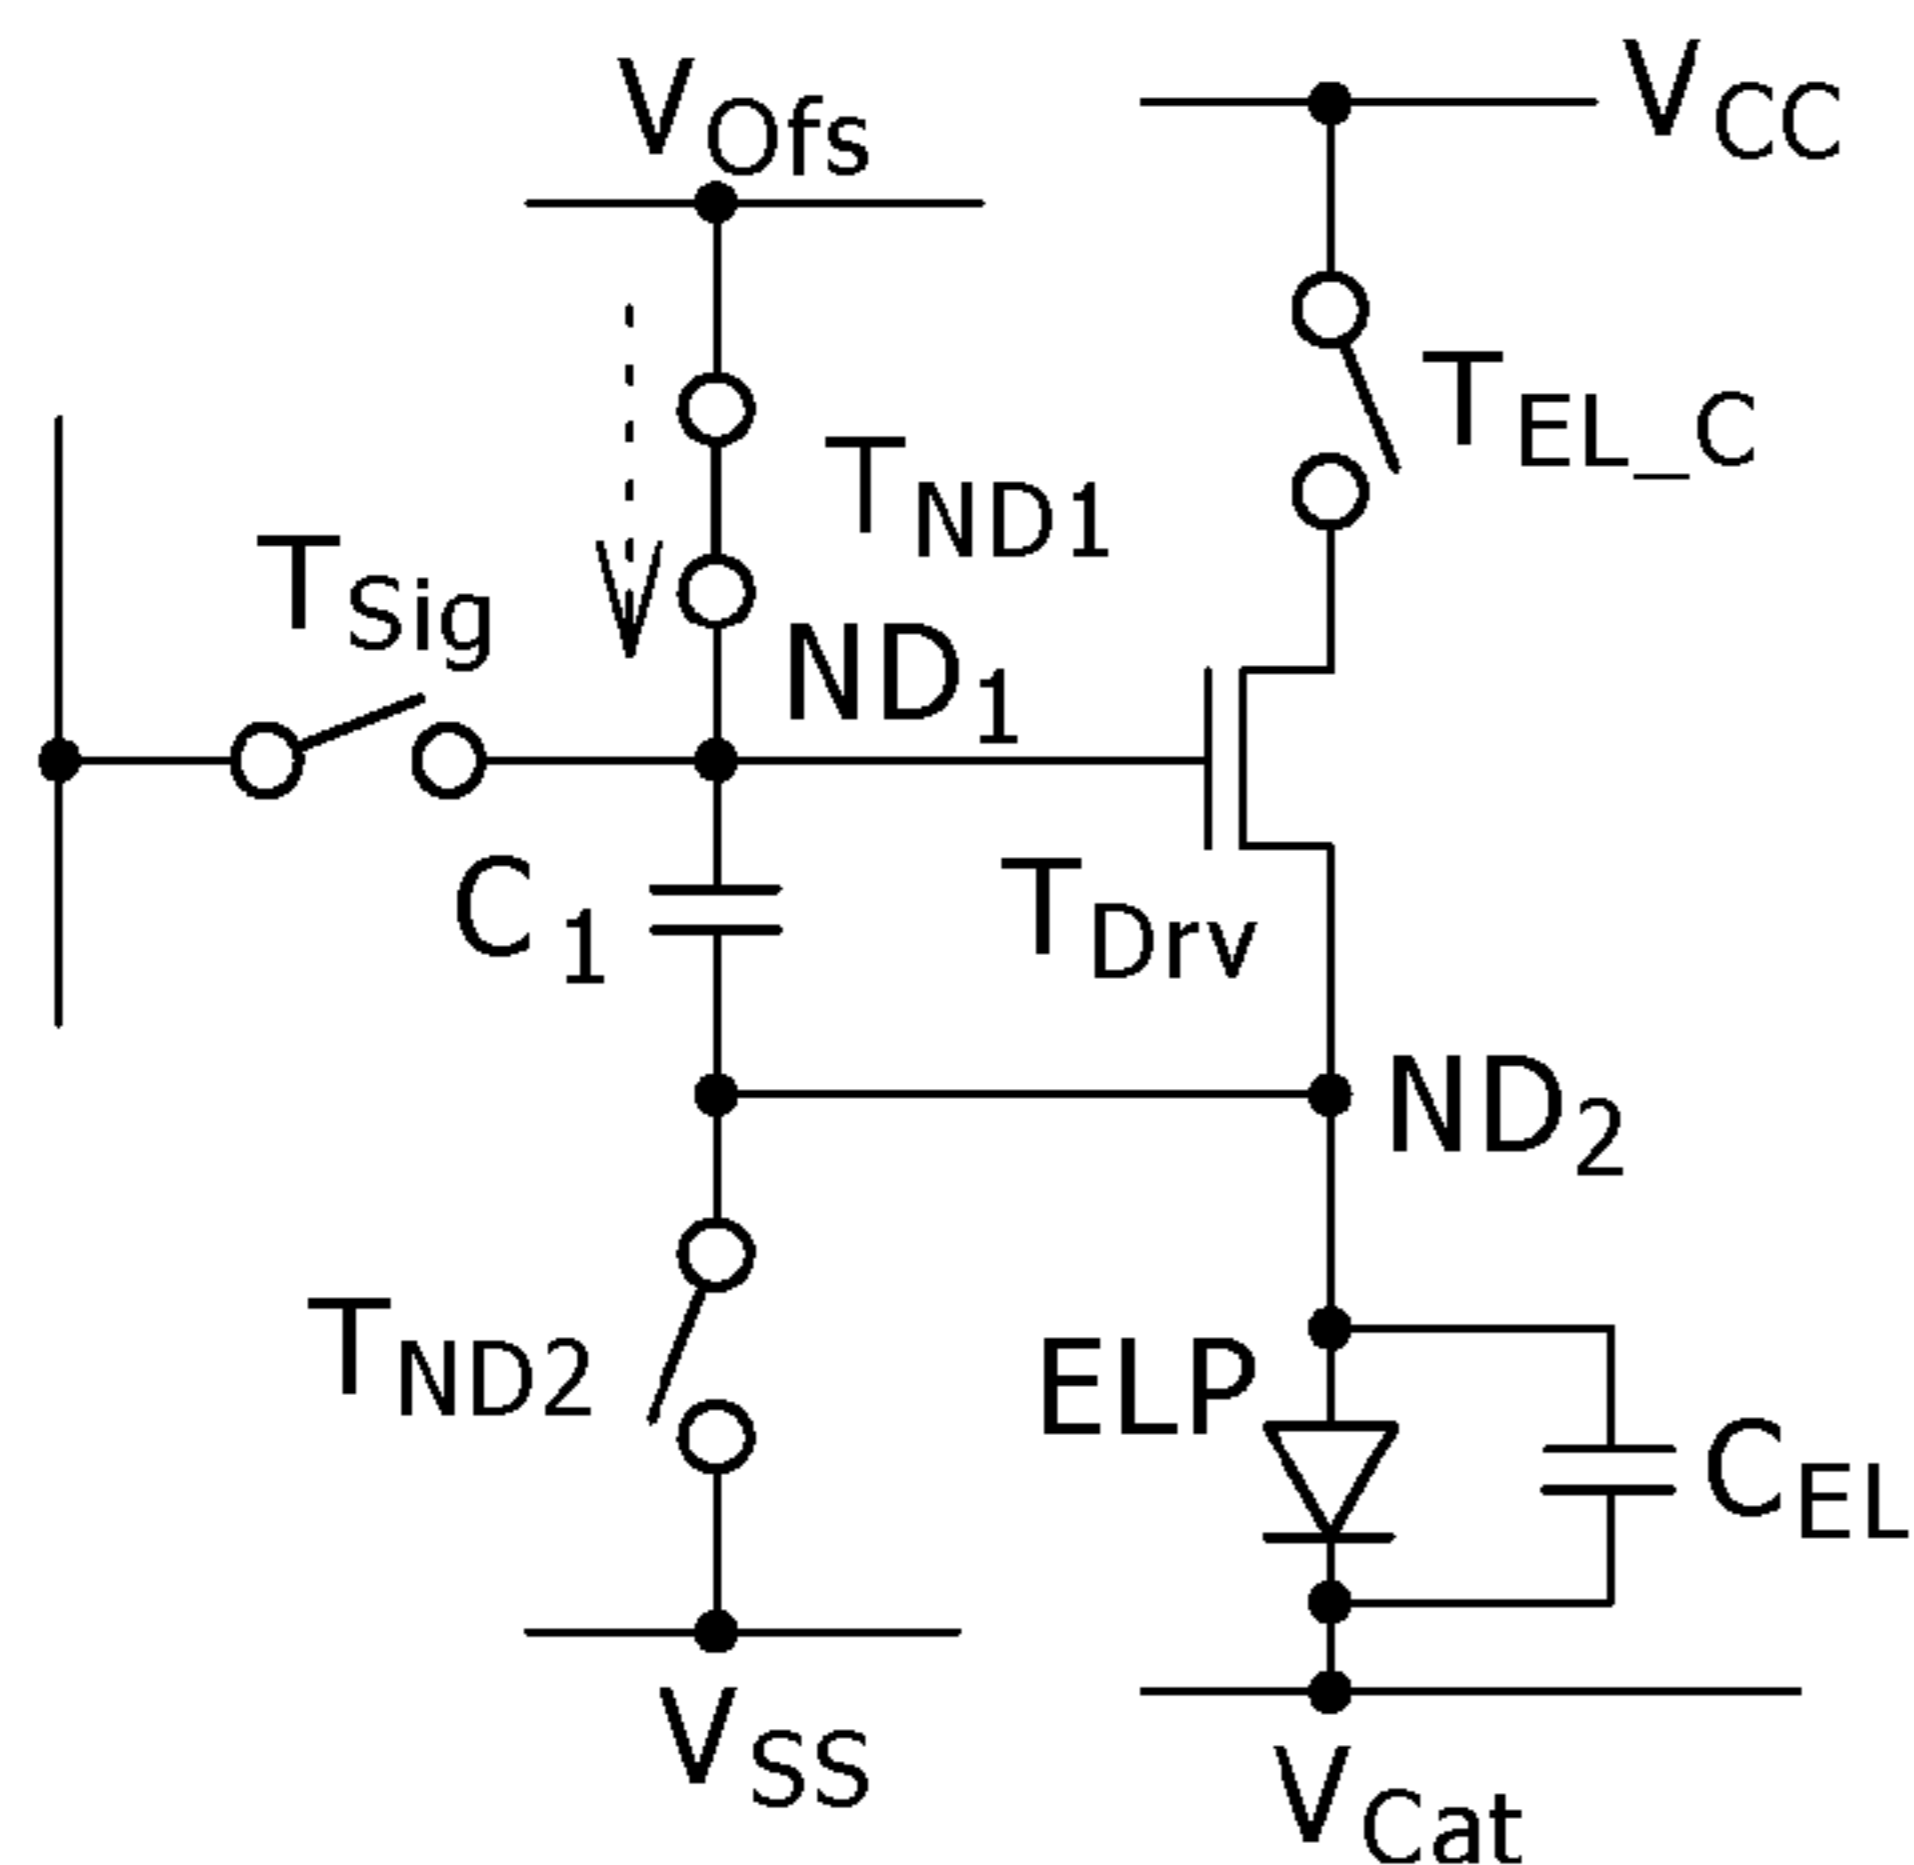 VOfs
VCC
TEL_C
TND1
TSig
ND1
C1
TDrv
ND2
TND2
ELP
CEL
VSS
VCat